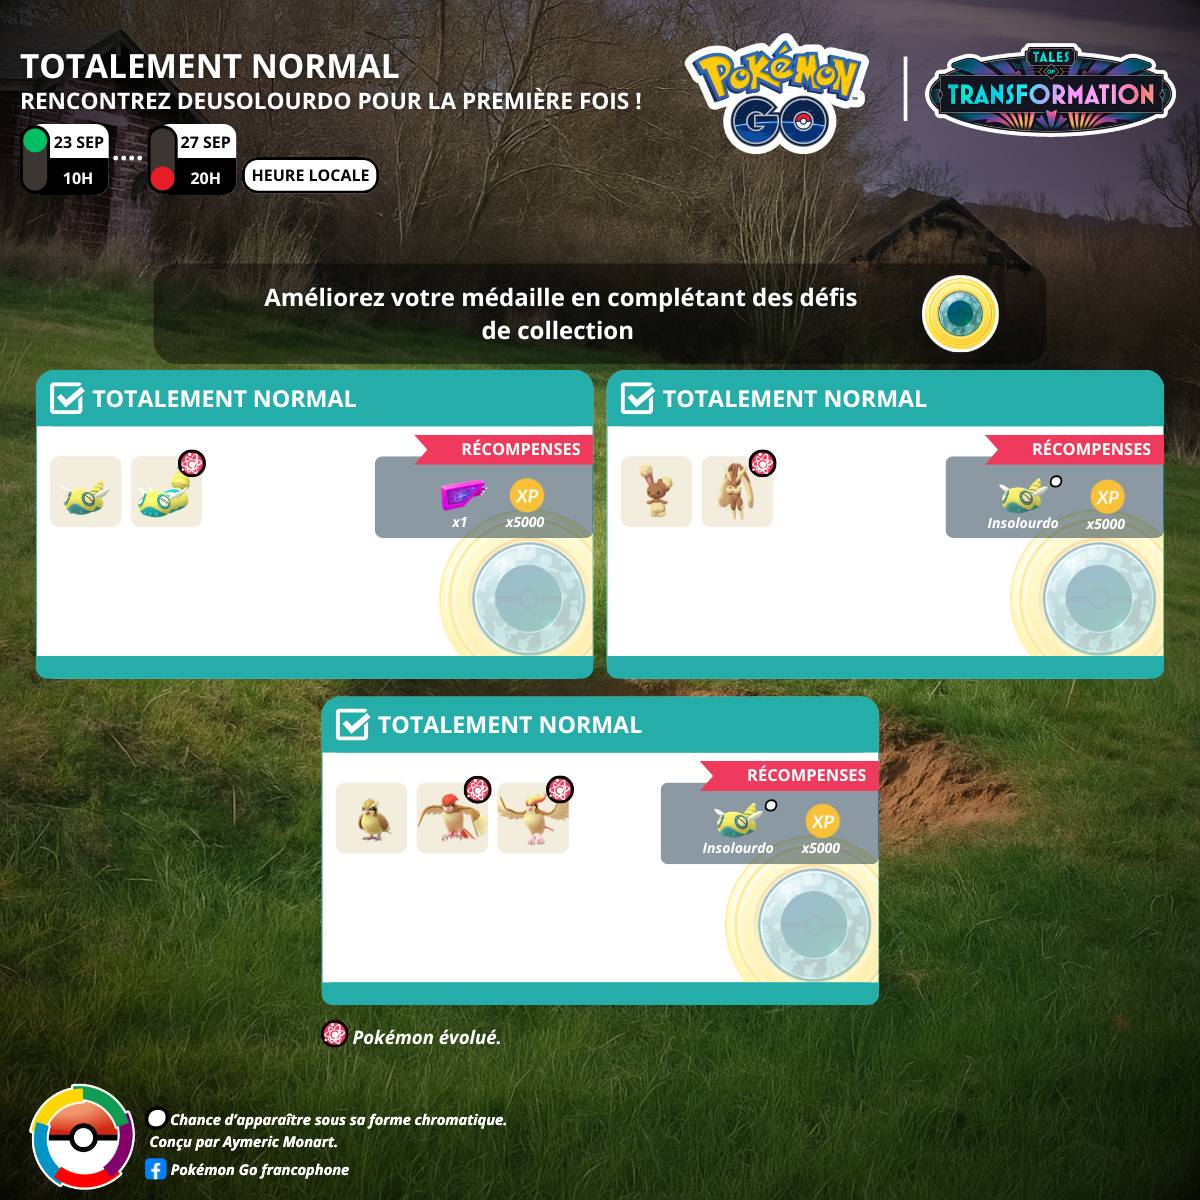 TOTALEMENT NORMAL
RENCONTREZ DEUSOLOURDO POUR LA PREMIÈRE FOIS !
23 SEP
10H
27 SEP
20H
HEURE LOCALE
POKÉMON
GO
TALES
OF
TRANSFORMATION
Améliorez votre médaille en complétant des défis
de collection
TOTALEMENT NORMAL
RÉCOMPENSES
XP
x1
x5000
TOTALEMENT NORMAL
RÉCOMPENSES
XP
Insolourdo
x5000
TOTALEMENT NORMAL
RÉCOMPENSES
XP
Insolourdo
x5000
Pokémon évolué.
Chance d'apparaître sous sa forme chromatique.
Conçu par Aymeric Monart.
Pokémon Go francophone